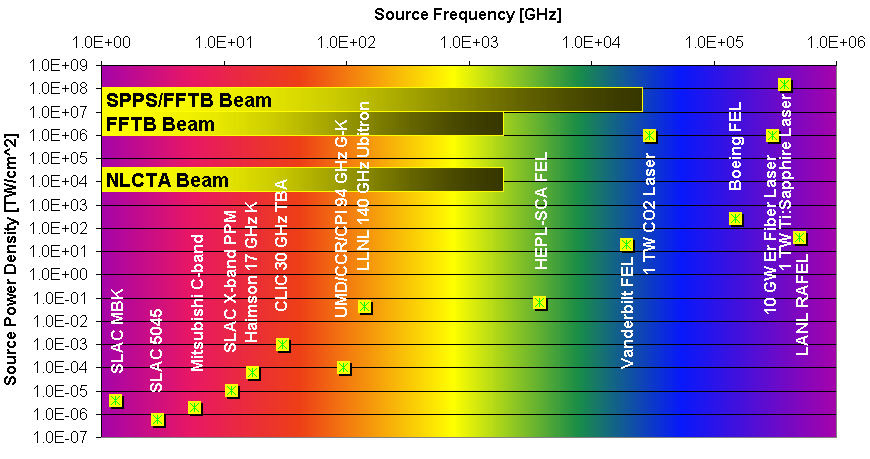 Source Frequency [GHz]
1.0E+00 1.0E+01 1.0E+02 1.0E+03 1.0E+04 1.0E+05 1.0E+06
Source Power Density [TW/cm^2]
1.0E+09
1.0E+08
1.0E+07
1.0E+06
1.0E+05
1.0E+04
1.0E+03
1.0E+02
1.0E+01
1.0E+00
1.0E-01
1.0E-02
1.0E-03
1.0E-04
1.0E-05
1.0E-06
1.0E-07
SPPS/FFTB Beam
FFTB Beam
NLCTA Beam
SLAC MBK
SLAC 5045
Mitsubishi C-band
SLAC X-band PPM
Haimson 17 GHz K
CLIC 30 GHz TBA
UMD/CCR/CPI 94 GHz G-K
LLNL 140 GHz Ubitron
HEPL-SCA FEL
Vanderbilt FEL
1 TW CO2 Laser
Boeing FEL
10 GW Er Fiber Laser
1 TW Ti:Sapphire Laser
LANL RAFEL